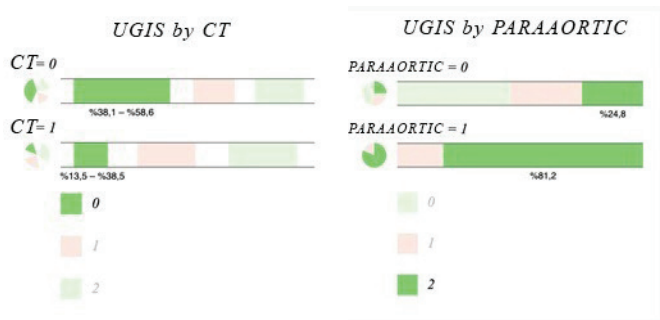 UGIS by CT
CT= 0
%38,1 – %58,6
CT= 1
%13,5 – %38,5
0
1
2
UGIS by PARAAORTIC
PARAAORTIC = 0
%24,8
PARAAORTIC = 1
%81,2
0
1
2